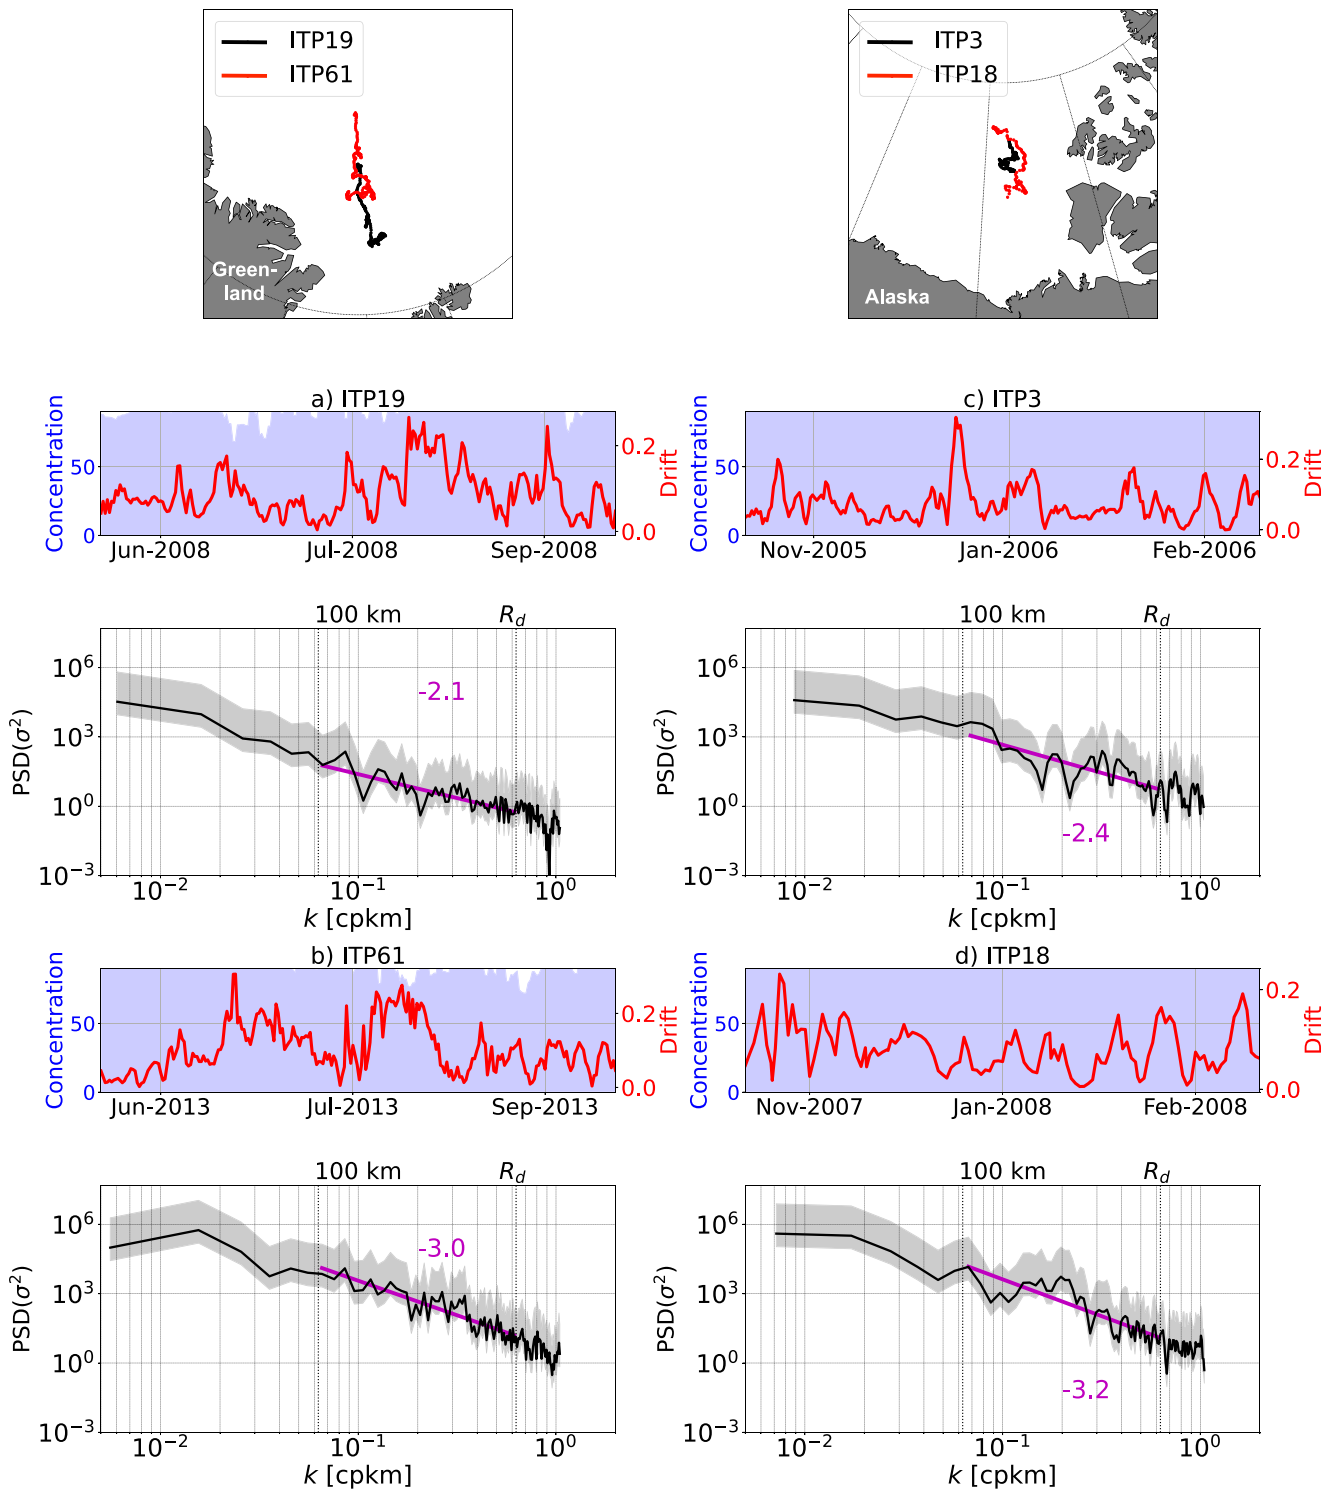 ITP19
ITP61
Green-
land
ITP3
ITP18
Alaska
a) ITP19
Concentration
50
0
0.2
0.0
Drift
Jun-2008 Jul-2008 Sep-2008
c) ITP3
Concentration
50
0
0.2
0.0
Drift
Nov-2005 Jan-2006 Feb-2006
100 km R_d
PSD(σ²)
10⁶
10³
10⁰
10⁻³
-2.1
10⁻² 10⁻¹ 10⁰
k [cpkm]
100 km R_d
PSD(σ²)
10⁶
10³
10⁰
10⁻³
-2.4
10⁻² 10⁻¹ 10⁰
k [cpkm]
b) ITP61
Concentration
50
0
0.2
0.0
Drift
Jun-2013 Jul-2013 Sep-2013
d) ITP18
Concentration
50
0
0.2
0.0
Drift
Nov-2007 Jan-2008 Feb-2008
100 km R_d
PSD(σ²)
10⁶
10³
10⁰
10⁻³
-3.0
10⁻² 10⁻¹ 10⁰
k [cpkm]
100 km R_d
PSD(σ²)
10⁶
10³
10⁰
10⁻³
-3.2
10⁻² 10⁻¹ 10⁰
k [cpkm]